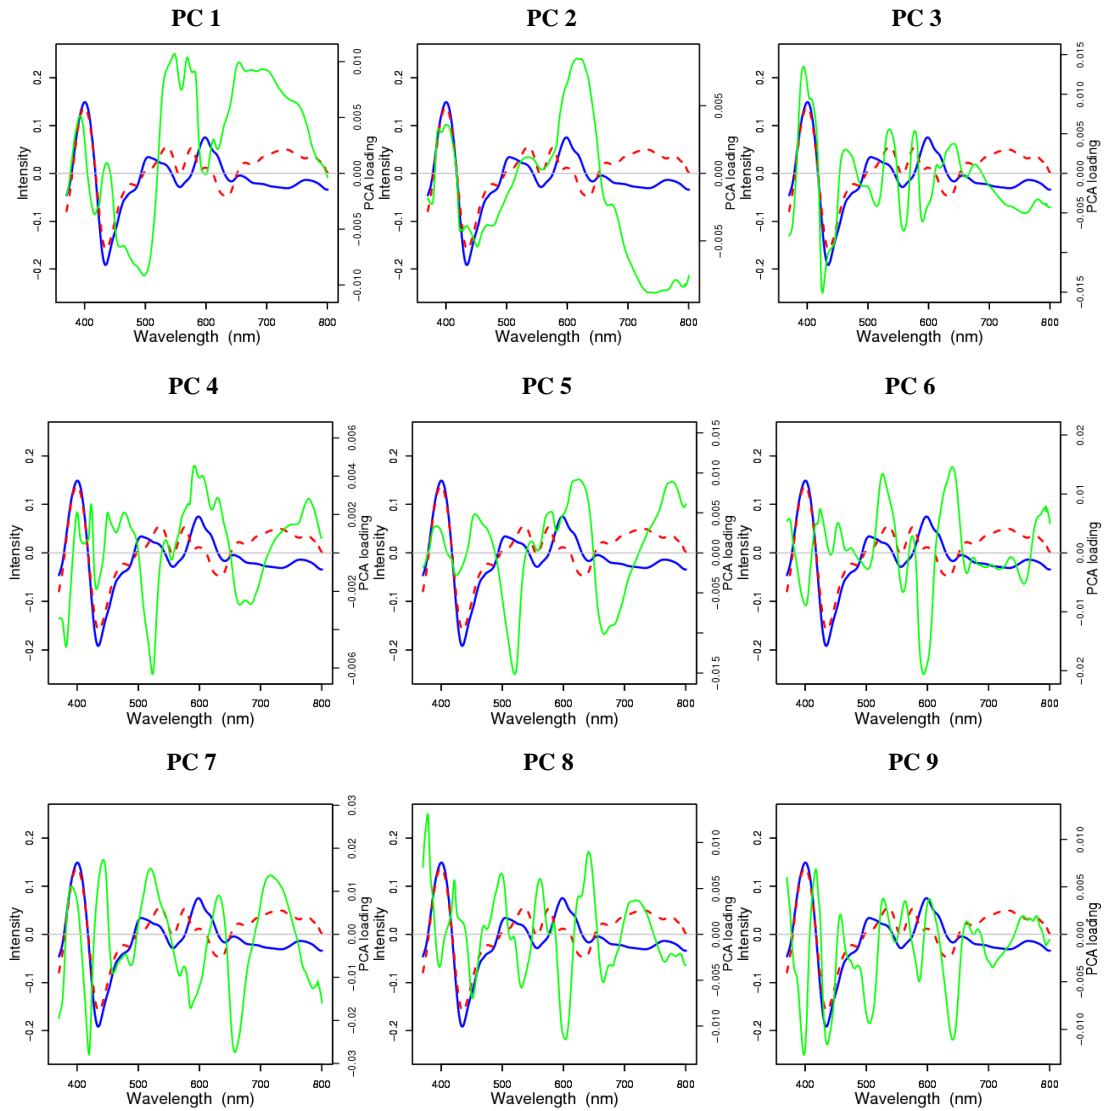 PC 1 PC 2 PC 3
0.2 0.1 0.0 −0.1 −0.2
Intensity
400 500 600 700 800
Wavelength (nm)
0.010 0.005 0.000 −0.005 −0.010
PCA loading
0.2 0.1 0.0 −0.1 −0.2
Intensity
400 500 600 700 800
Wavelength (nm)
0.005 0.000 −0.005
PCA loading
0.2 0.1 0.0 −0.1 −0.2
Intensity
400 500 600 700 800
Wavelength (nm)
0.015 0.010 0.005 0.000 −0.005 −0.015
PCA loading
PC 4 PC 5 PC 6
0.2 0.1 0.0 −0.1 −0.2
Intensity
400 500 600 700 800
Wavelength (nm)
0.006 0.004 0.002 0.000 −0.002 −0.006
PCA loading
0.2 0.1 0.0 −0.1 −0.2
Intensity
400 500 600 700 800
Wavelength (nm)
0.015 0.010 0.005 0.000 −0.005 −0.015
PCA loading
0.2 0.1 0.0 −0.1 −0.2
Intensity
400 500 600 700 800
Wavelength (nm)
0.02 0.01 0.00 −0.01 −0.02
PCA loading
PC 7 PC 8 PC 9
0.2 0.1 0.0 −0.1 −0.2
Intensity
400 500 600 700 800
Wavelength (nm)
0.03 0.02 0.01 0.00 −0.01 −0.02 −0.03
PCA loading
0.2 0.1 0.0 −0.1 −0.2
Intensity
400 500 600 700 800
Wavelength (nm)
0.010 0.005 0.000 −0.005 −0.010
PCA loading
0.2 0.1 0.0 −0.1 −0.2
Intensity
400 500 600 700 800
Wavelength (nm)
0.010 0.005 0.000 −0.005 −0.010
PCA loading